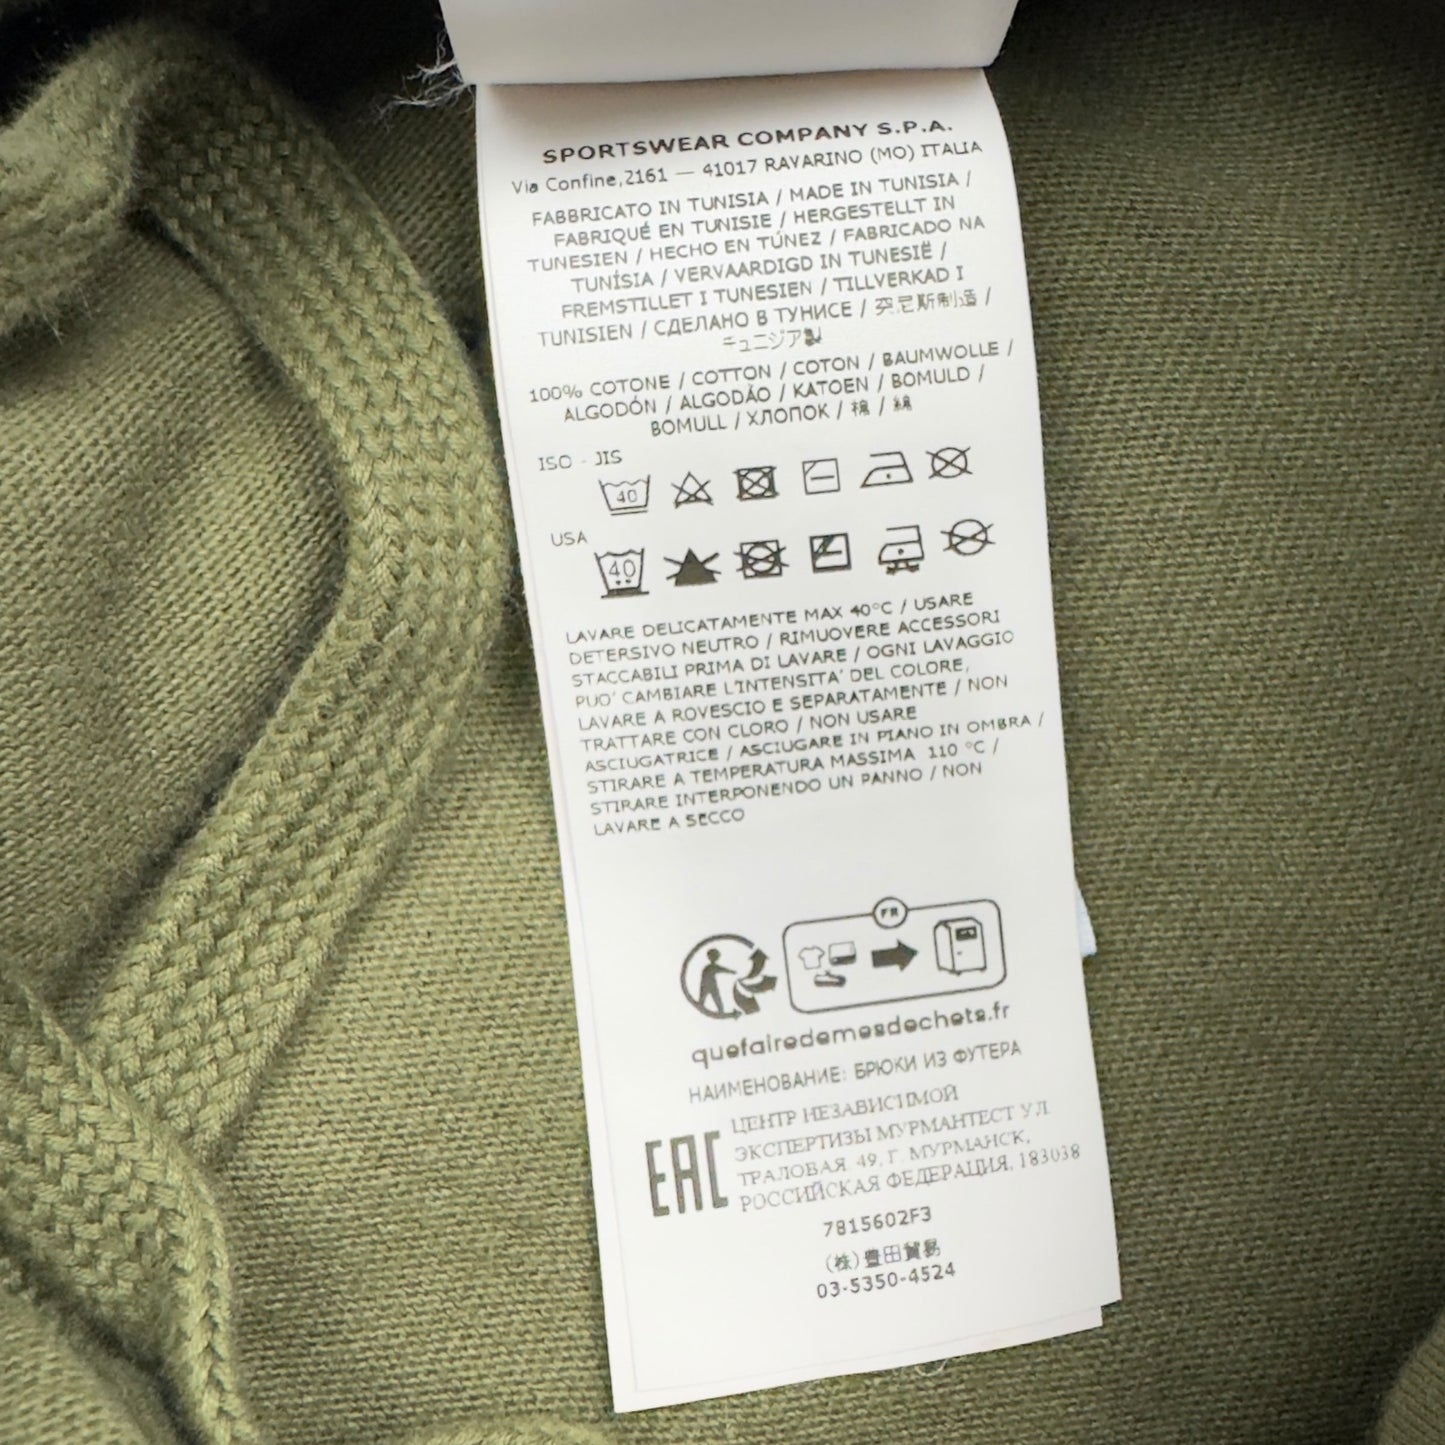 SPORTSWEAR COMPANY S.P.A.
Via Confine,2161 — 41017 RAVARINO (MO) ITALIA
FABBRICATO IN TUNISIA / MADE IN TUNISIA /
FABRIQUÉ EN TUNISIE / HERGESTELLT IN
TUNESIEN / HECHO EN TÚNEZ / FABRICADO NA
TUNÍSIA / VERVAARDIGD IN TUNESIË /
FREMSTILLET I TUNESIEN / TILLVERKAD I
TUNISIEN / СДЕЛАНО В ТУНИСЕ / 突尼斯制造 /
チュニジア製
100% COTONE / COTTON / COTON / BAUMWOLLE /
ALGODÓN / ALGODÃO / KATOEN / BOMULD /
BOMULL / ХЛОПОК / 棉 / 綿
ISO - JIS
40
USA
40
LAVARE DELICATAMENTE MAX 40°C / USARE
DETERSIVO NEUTRO / RIMUOVERE ACCESSORI
STACCABILI PRIMA DI LAVARE / OGNI LAVAGGIO
PUO' CAMBIARE L'INTENSITA' DEL COLORE,
LAVARE A ROVESCIO E SEPARATAMENTE / NON
TRATTARE CON CLORO / NON USARE
ASCIUGATRICE / ASCIUGARE IN PIANO IN OMBRA /
STIRARE A TEMPERATURA MASSIMA 110 °C /
STIRARE INTERPONENDO UN PANNO / NON
LAVARE A SECCO
FR
quefairedemesdechets.fr
НАИМЕНОВАНИЕ: БРЮКИ ИЗ ФУТЕРА
EAC
ЦЕНТР НЕЗАВИСИМОЙ
ЭКСПЕРТИЗЫ МУРМАНТЕСТ УЛ.
ТРАЛОВАЯ. 49, Г. МУРМАНСК,
РОССИЙСКАЯ ФЕДЕРАЦИЯ, 183038
7815602F3
(株)豊田貿易
03-5350-4524